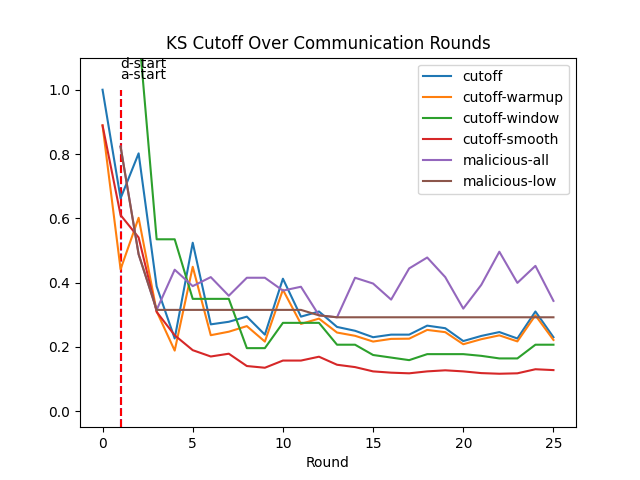 KS Cutoff Over Communication Rounds
d-start
a-start
cutoff
cutoff-warmup
cutoff-window
cutoff-smooth
malicious-all
malicious-low
1.0
0.8
0.6
0.4
0.2
0.0
0 5 10 15 20 25
Round